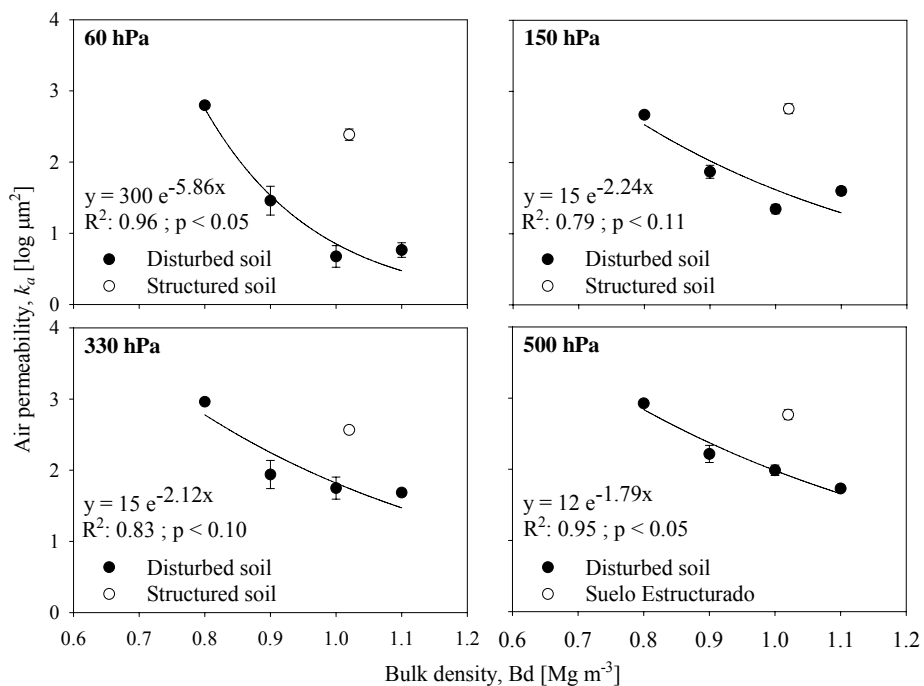 Air permeability, kₐ [log μm²]
60 hPa
4
3
2
1
0
y = 300 e⁻⁵·⁸⁶ˣ
R²: 0.96 ; p < 0.05
Disturbed soil
Structured soil
150 hPa
y = 15 e⁻²·²⁴ˣ
R²: 0.79 ; p < 0.11
Disturbed soil
Structured soil
330 hPa
4
3
2
1
0
y = 15 e⁻²·¹²ˣ
R²: 0.83 ; p < 0.10
Disturbed soil
Structured soil
0.6 0.7 0.8 0.9 1.0 1.1 1.2
500 hPa
y = 12 e⁻¹·⁷⁹ˣ
R²: 0.95 ; p < 0.05
Disturbed soil
Suelo Estructurado
0.6 0.7 0.8 0.9 1.0 1.1 1.2
Bulk density, Bd [Mg m⁻³]